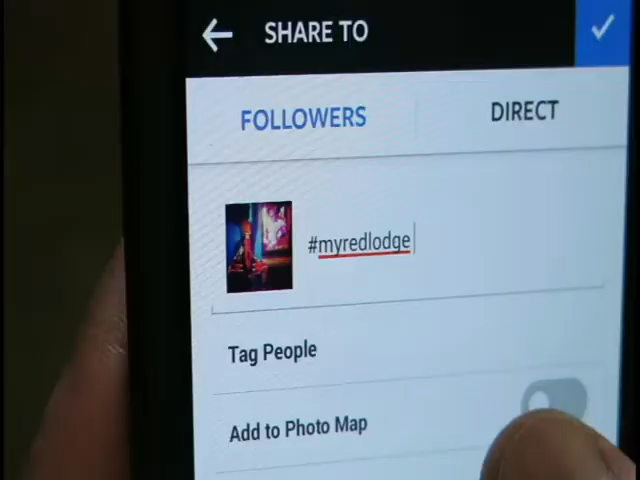 SHARE TO
FOLLOWERS
DIRECT
#myredlodge
Tag People
Add to Photo Map